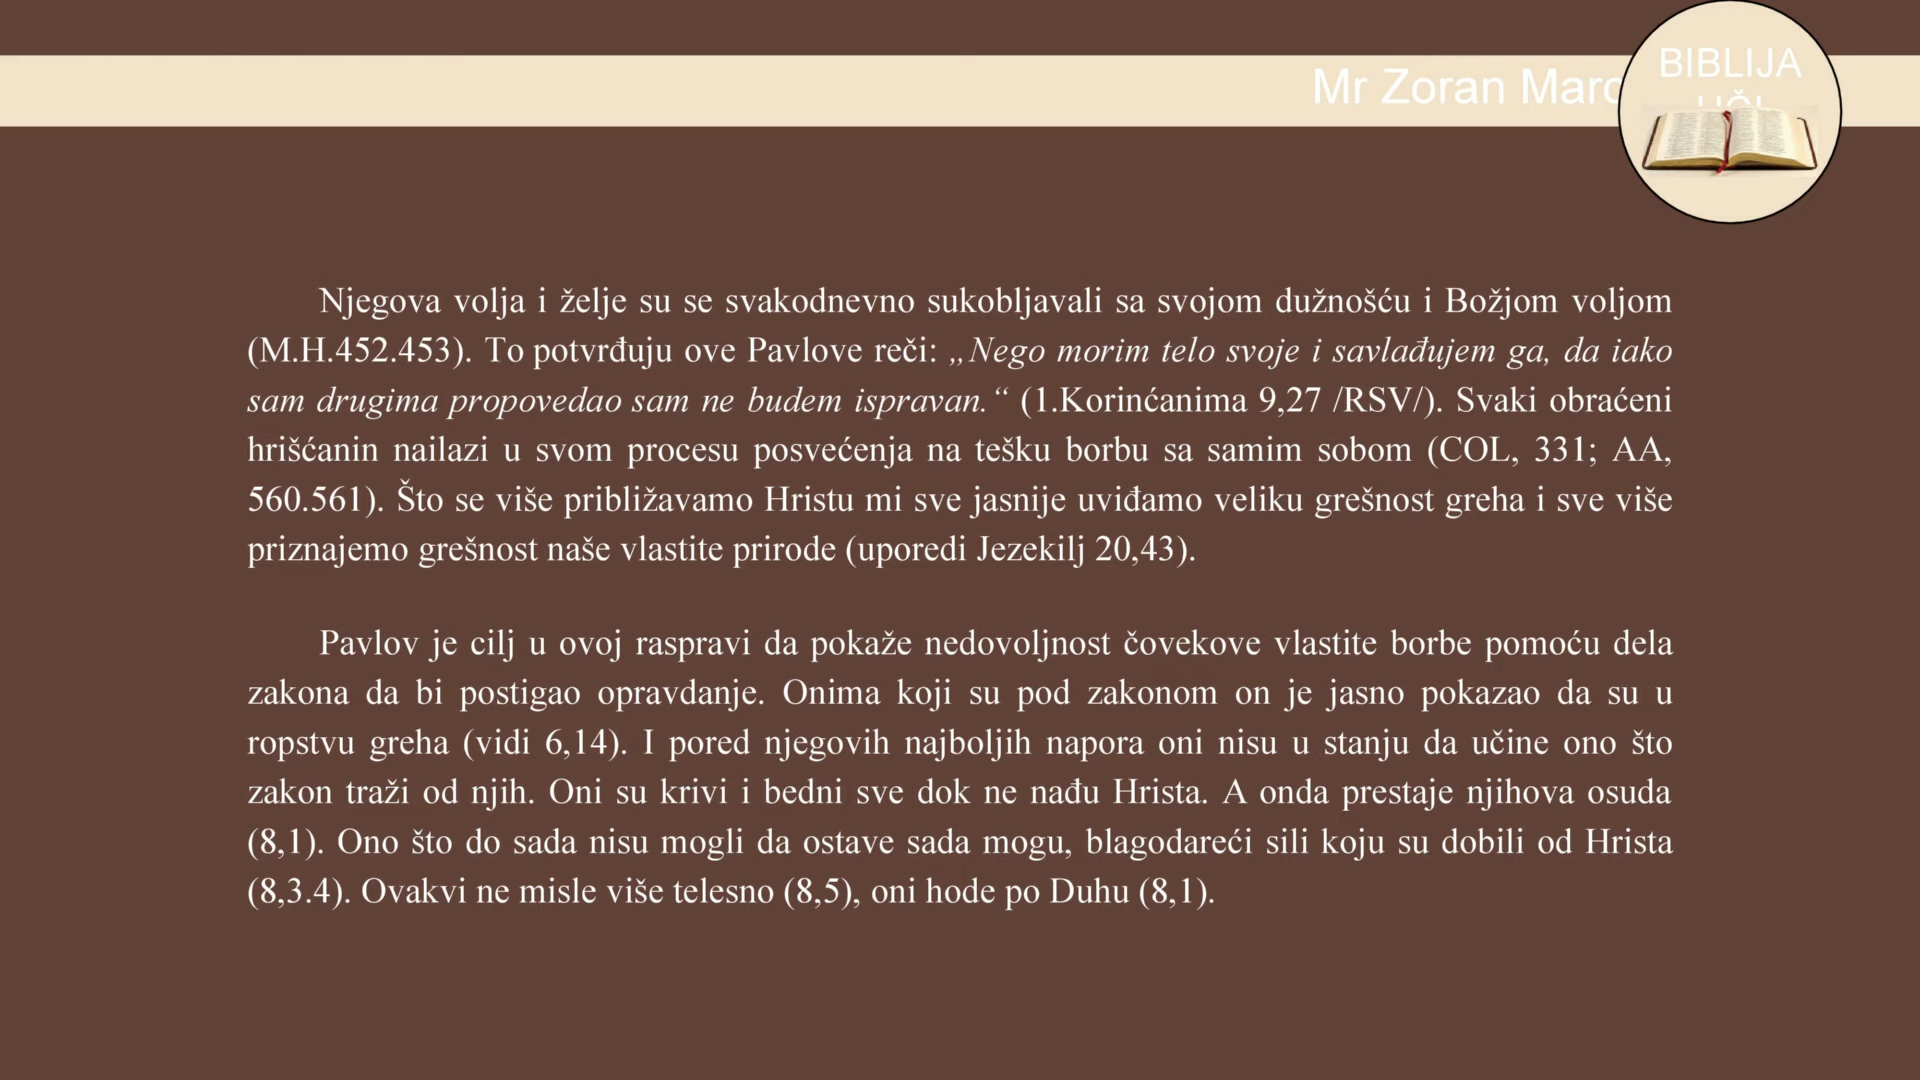 Mr Zoran
BIBLIJA
Njegova volja i želje su se svakodnevno sukobljavali sa svojom dužnošću i Božjom voljom
(M.H.452.453). To potvrđuju ove Pavlove reči: „Nego morim telo svoje i savlađujem ga, da iako
sam drugima propovedao sam ne budem ispravan.“ (1.Korinćanima 9,27 /RSV/). Svaki obraćeni
hrišćanin nailazi u svom procesu posvećenja na tešku borbu sa samim sobom (COL, 331; AA,
560.561). Što se više približavamo Hristu mi sve jasnije uviđamo veliku grešnost greha i sve više
priznajemo grešnost naše vlastite prirode (uporedi Jezekilj 20,43).
Pavlov je cilj u ovoj raspravi da pokaže nedovoljnost čovekove vlastite borbe pomoću dela
zakona da bi postigao opravdanje. Onima koji su pod zakonom on je jasno pokazao da su u
ropstvu greha (vidi 6,14). I pored njegovih najboljih napora oni nisu u stanju da učine ono što
zakon traži od njih. Oni su krivi i bedni sve dok ne nađu Hrista. A onda prestaje njihova osuda
(8,1). Ono što do sada nisu mogli da ostave sada mogu, blagodareći sili koju su dobili od Hrista
(8,3.4). Ovakvi ne misle više telesno (8,5), oni hode po Duhu (8,1).